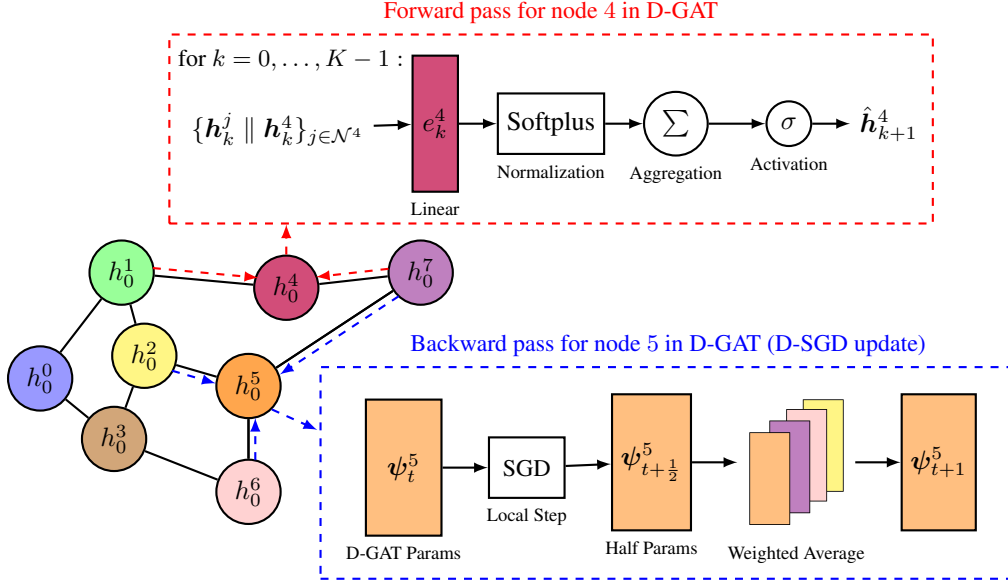 Forward pass for node 4 in D-GAT
for k = 0, . . . , K − 1 :
{h_k^j ∥ h_k^4}_{j∈N^4}
e_k^4
Softplus
∑
σ
ĥ_{k+1}^4
Linear
Normalization
Aggregation
Activation
h_0^1
h_0^4
h_0^7
h_0^2
h_0^0
h_0^5
h_0^3
h_0^6
Backward pass for node 5 in D-GAT (D-SGD update)
ψ_t^5
SGD
ψ_{t+1/2}^5
ψ_{t+1}^5
Local Step
D-GAT Params
Half Params
Weighted Average